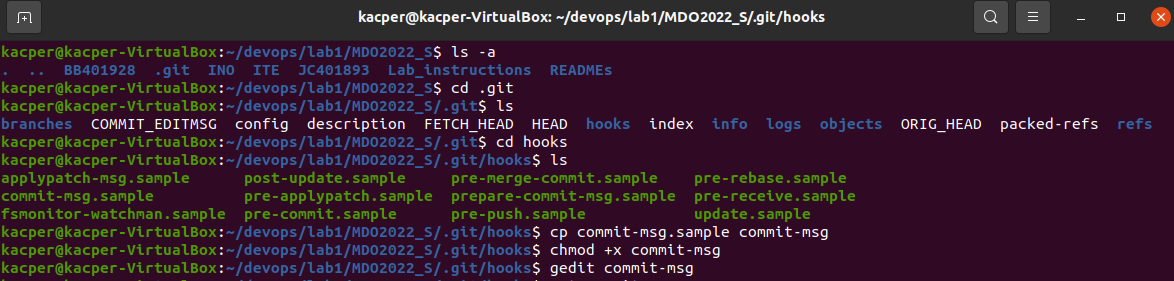 kacper@kacper-VirtualBox: ~/devops/lab1/MDO2022_S/.git/hooks
kacper@kacper-VirtualBox:~/devops/lab1/MDO2022_S$ ls -a
.  ..  BB401928  .git  INO  ITE  JC401893  Lab_instructions  READMEs
kacper@kacper-VirtualBox:~/devops/lab1/MDO2022_S$ cd .git
kacper@kacper-VirtualBox:~/devops/lab1/MDO2022_S/.git$ ls
branches  COMMIT_EDITMSG  config  description  FETCH_HEAD  HEAD  hooks  index  info  logs  objects  ORIG_HEAD  packed-refs  refs
kacper@kacper-VirtualBox:~/devops/lab1/MDO2022_S/.git$ cd hooks
kacper@kacper-VirtualBox:~/devops/lab1/MDO2022_S/.git/hooks$ ls
applypatch-msg.sample  post-update.sample  pre-merge-commit.sample  pre-rebase.sample
commit-msg.sample  pre-applypatch.sample  prepare-commit-msg.sample  pre-receive.sample
fsmonitor-watchman.sample  pre-commit.sample  pre-push.sample  update.sample
kacper@kacper-VirtualBox:~/devops/lab1/MDO2022_S/.git/hooks$ cp commit-msg.sample commit-msg
kacper@kacper-VirtualBox:~/devops/lab1/MDO2022_S/.git/hooks$ chmod +x commit-msg
kacper@kacper-VirtualBox:~/devops/lab1/MDO2022_S/.git/hooks$ gedit commit-msg